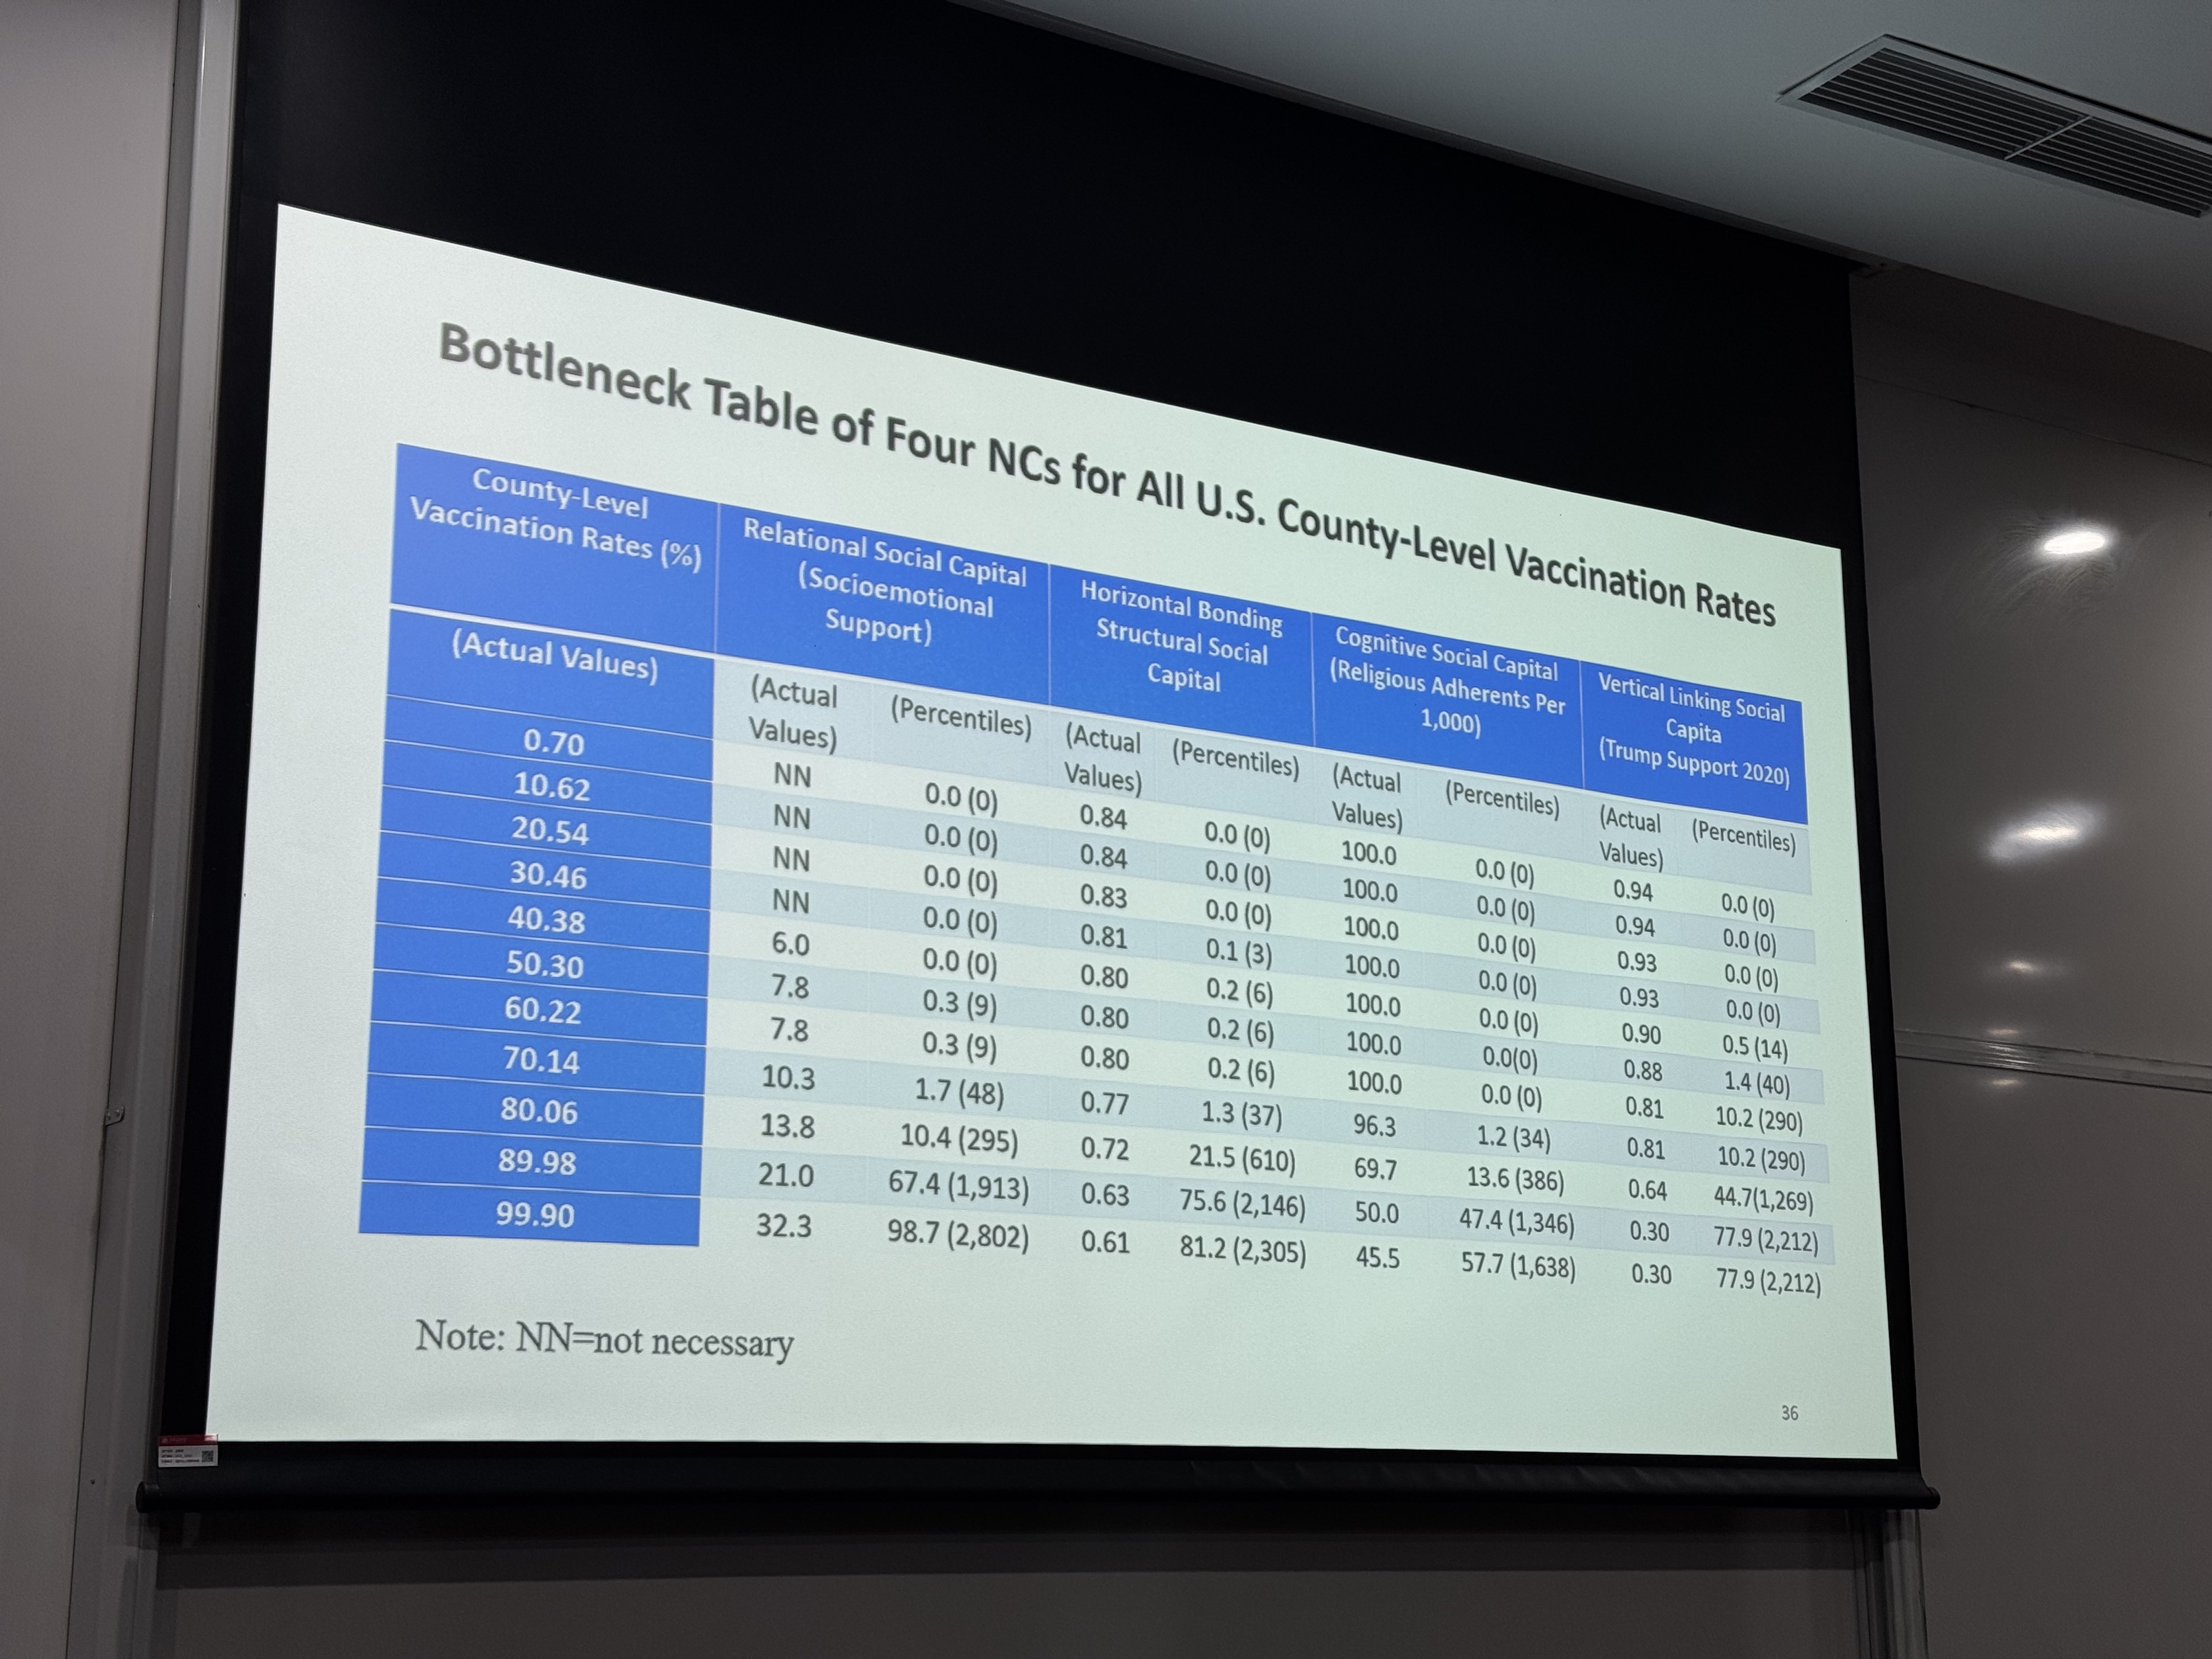 Bottleneck Table of Four NCs for All U.S. County-Level Vaccination Rates
County-Level
Vaccination Rates (%)
Relational Social Capital
(Socioemotional
Support)
Horizontal Bonding
Structural Social
Capital
Cognitive Social Capital
(Religious Adherents Per
1,000)
Vertical Linking Social
Capita
(Trump Support 2020)
(Actual Values)
(Actual
Values)
(Percentiles)
(Actual
Values)
(Percentiles)
(Actual
Values)
(Percentiles)
(Actual
Values)
(Percentiles)
0.70 NN 0.0 (0) 0.84 0.0 (0) 100.0 0.0 (0) 0.94 0.0 (0)
10.62 NN 0.0 (0) 0.84 0.0 (0) 100.0 0.0 (0) 0.94 0.0 (0)
20.54 NN 0.0 (0) 0.83 0.0 (0) 100.0 0.0 (0) 0.93 0.0 (0)
30.46 NN 0.0 (0) 0.81 0.1 (3) 100.0 0.0 (0) 0.93 0.0 (0)
40.38 6.0 0.0 (0) 0.80 0.2 (6) 100.0 0.0 (0) 0.90 0.5 (14)
50.30 7.8 0.3 (9) 0.80 0.2 (6) 100.0 0.0(0) 0.88 1.4 (40)
60.22 7.8 0.3 (9) 0.80 0.2 (6) 100.0 0.0 (0) 0.81 10.2 (290)
70.14 10.3 1.7 (48) 0.77 1.3 (37) 96.3 1.2 (34) 0.81 10.2 (290)
80.06 13.8 10.4 (295) 0.72 21.5 (610) 69.7 13.6 (386) 0.64 44.7(1,269)
89.98 21.0 67.4 (1,913) 0.63 75.6 (2,146) 50.0 47.4 (1,346) 0.30 77.9 (2,212)
99.90 32.3 98.7 (2,802) 0.61 81.2 (2,305) 45.5 57.7 (1,638) 0.30 77.9 (2,212)
Note: NN=not necessary
36